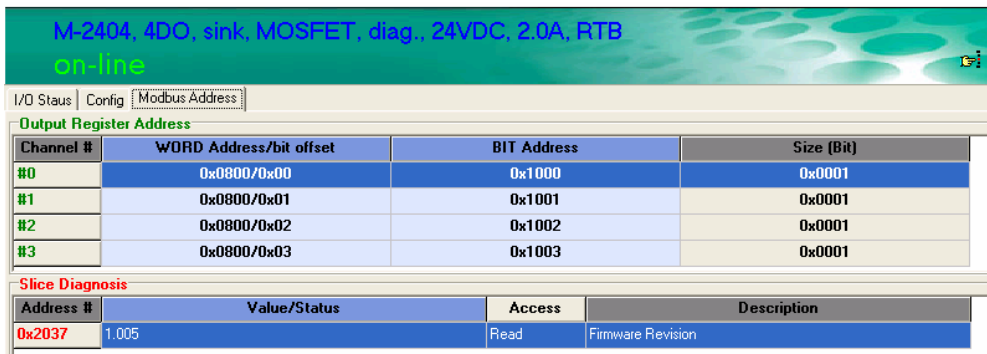 M-2404, 4DO, sink, MOSFET, diag., 24VDC, 2.0A, RTB
on-line
I/O Staus Config Modbus Address
Output Register Address
Channel # WORD Address/bit offset BIT Address Size (Bit)
#0 0x0800/0x00 0x1000 0x0001
#1 0x0800/0x01 0x1001 0x0001
#2 0x0800/0x02 0x1002 0x0001
#3 0x0800/0x03 0x1003 0x0001
Slice Diagnosis
Address # Value/Status Access Description
0x2037 1.005 Read Firmware Revision